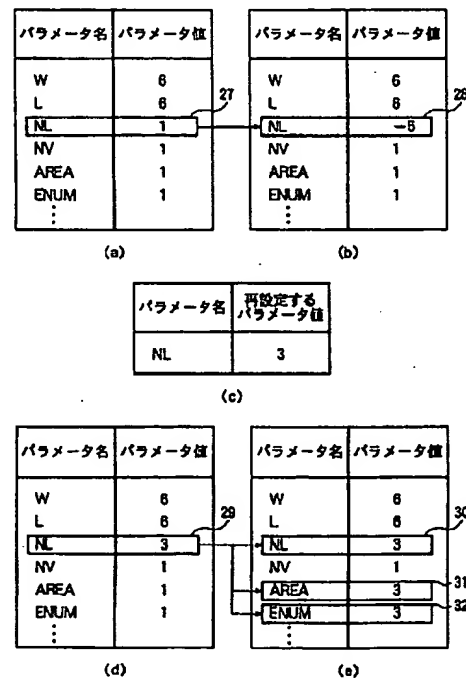 パラメータ名 パラメータ値 パラメータ名 パラメータ値
27 28
W 6 W 6
L 6 L 6
NL 1 NL −5
NV 1 NV 1
AREA 1 AREA 1
ENUM 1 ENUM 1
(a) (b)
パラメータ名 再設定する
パラメータ値
NL 3
(c)
パラメータ名 パラメータ値 パラメータ名 パラメータ値
29 30
W 6 W 6
L 6 L 6
NL 3 NL 3
NV 1 NV 1
31
AREA 1 AREA 3
32
ENUM 1 ENUM 3
(d) (e)